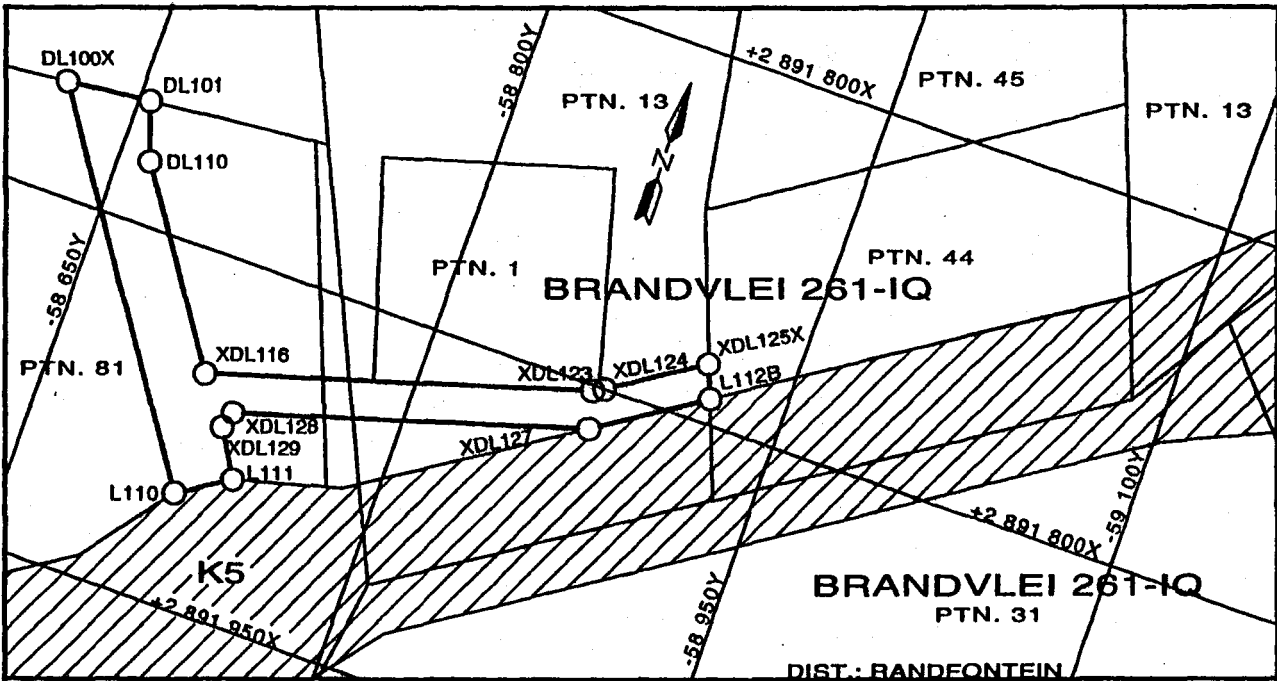 DL100X
DL101
DL110
-58 650Y
-58 800Y
PTN. 13
+2 891 800X
PTN. 45
PTN. 13
Z
PTN. 1
PTN. 44
BRANDVLEI 261-IQ
PTN. 81
XDL116
XDL123
XDL124
XDL125X
L112B
XDL128
XDL129
XDL127
L111
L110
K5
+2 891 950X
-58 950Y
+2 891 800X
-59 100Y
BRANDVLEI 261-IQ
PTN. 31
DIST.: RANDFONTEIN